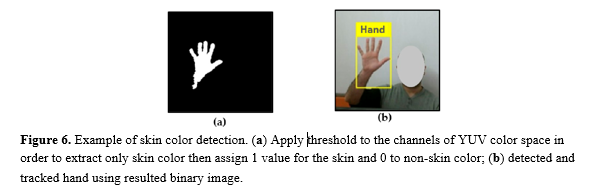 Hand
(a)
(b)
Figure 6. Example of skin color detection. (a) Apply threshold to the channels of YUV color space in
order to extract only skin color then assign 1 value for the skin and 0 to non-skin color; (b) detected and
tracked hand using resulted binary image.